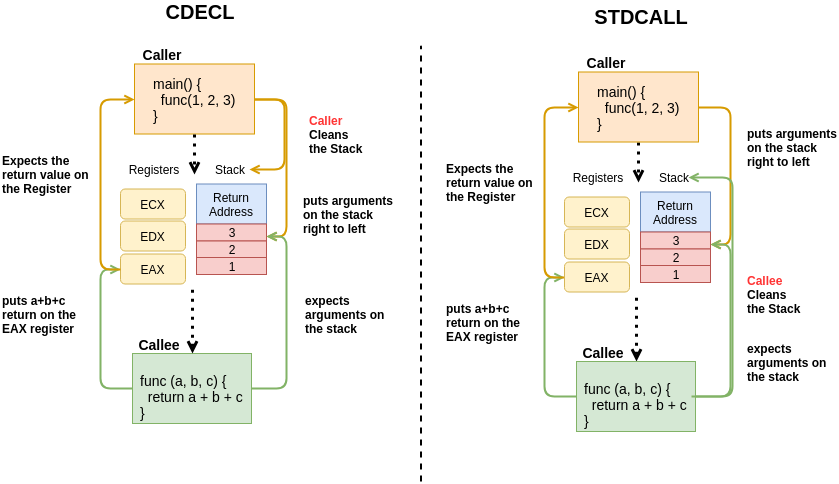 CDECL
Caller
main() {
func(1, 2, 3)
}
Caller
Cleans
the Stack
Expects the
return value on
the Register
Registers
Stack
Return
Address
ECX
EDX
EAX
3
2
1
puts arguments
on the stack
right to left
puts a+b+c
return on the
EAX register
expects
arguments on
the stack
Callee
func (a, b, c) {
return a + b + c
}
STDCALL
Caller
main() {
func(1, 2, 3)
}
puts arguments
on the stack
right to left
Expects the
return value on
the Register
Registers
Stack
Return
Address
ECX
EDX
EAX
3
2
1
Callee
Cleans
the Stack
puts a+b+c
return on the
EAX register
expects
arguments on
the stack
Callee
func (a, b, c) {
return a + b + c
}